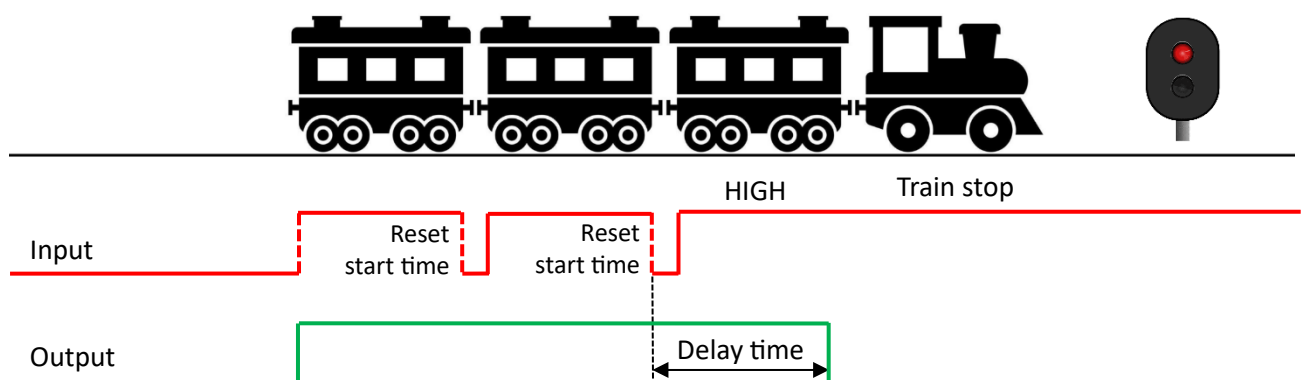 HIGH
Train stop
Input
Reset
start time
Reset
start time
Output
Delay time